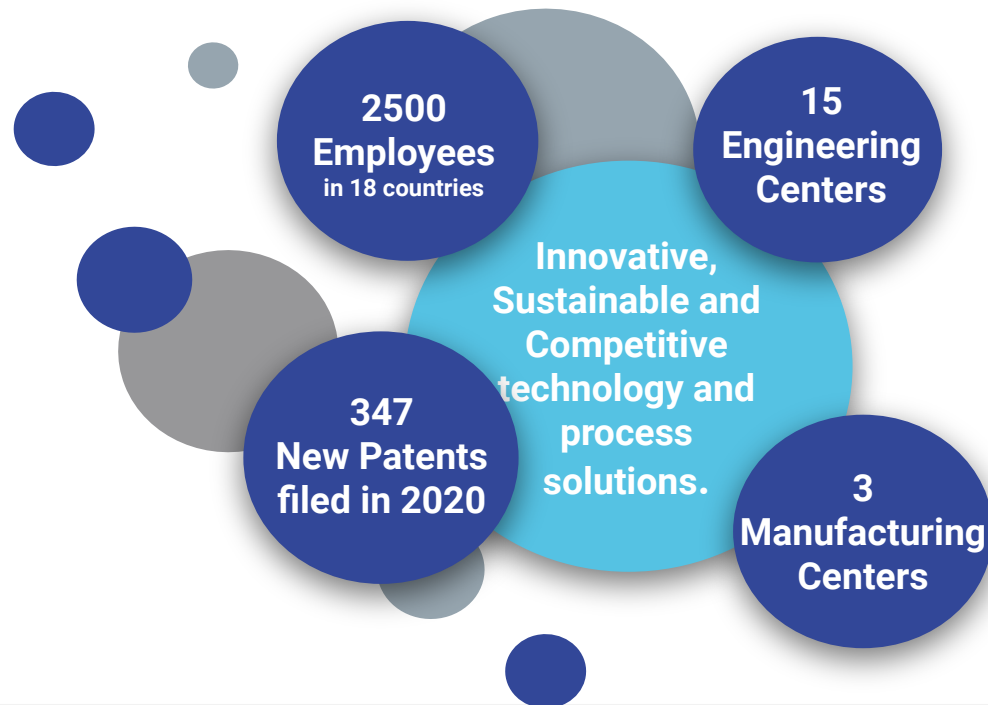 2500
Employees
in 18 countries
15
Engineering
Centers
Innovative,
Sustainable and
Competitive
technology and
process
solutions.
347
New Patents
filed in 2020
3
Manufacturing
Centers